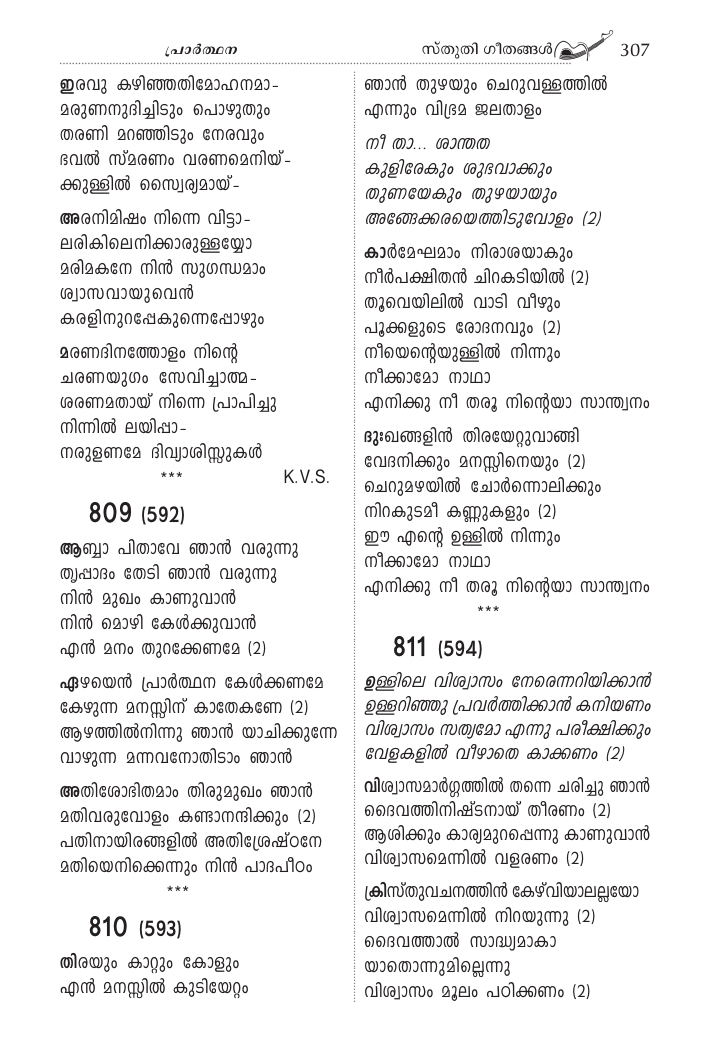 പ്രാർത്ഥന
സ്തുതി ഗീതങ്ങൾ 307
ഇരവു കഴിഞ്ഞതിമോഹനമാ-
മരുണനുദിച്ചിടും പൊഴുതും
തരണി മറഞ്ഞിടും നേരവും
ഭവൽ സ്മരണം വരണമെനിയ്-
ക്കുള്ളിൽ സ്വൈര്യമായ്-
അരനിമിഷം നിന്നെ വിട്ടാ-
ലരികിലെനിക്കാരുള്ളയ്യോ
മരിമകനേ നിൻ സുഗന്ധമാം
ശ്വാസവായുവെൻ
കരളിനുറപ്പേകുന്നെപ്പോഴും
മരണദിനത്തോളം നിന്റെ
ചരണയുഗം സേവിച്ചാത്മ-
ശരണമതായ് നിന്നെ പ്രാപിച്ചു
നിന്നിൽ ലയിപ്പാ-
നരുളണമേ ദിവ്യാശിസ്സുകൾ
*** K.V.S.
809 (592)
ആബ്ബാ പിതാവേ ഞാൻ വരുന്നു
തൃപ്പാദം തേടി ഞാൻ വരുന്നു
നിൻ മുഖം കാണുവാൻ
നിൻ മൊഴി കേൾക്കുവാൻ
എൻ മനം തുറക്കേണമേ (2)
ഏഴയെൻ പ്രാർത്ഥന കേൾക്കണമേ
കേഴുന്ന മനസ്സിന് കാതേകണേ (2)
ആഴത്തിൽനിന്നു ഞാൻ യാചിക്കുന്നേ
വാഴുന്ന മന്നവനോതിടാം ഞാൻ
അതിശോഭിതമാം തിരുമുഖം ഞാൻ
മതിവരുവോളം കണ്ടാനന്ദിക്കും (2)
പതിനായിരങ്ങളിൽ അതിശ്രേഷ്ഠനേ
മതിയെനിക്കെന്നും നിൻ പാദപീഠം
***
810 (593)
തിരയും കാറ്റും കോളും
എൻ മനസ്സിൽ കുടിയേറ്റം
ഞാൻ തുഴയും ചെറുവള്ളത്തിൽ
എന്നും വിഭ്രമ ജലതാളം
നീ താ... ശാന്തത
കുളിരേകും ശുഭവാക്കും
തുണയേകും തുഴയായും
അങ്ങേക്കരയെത്തിടുവോളം (2)
കാർമേഘമാം നിരാശയാകും
നീർപക്ഷിതൻ ചിറകടിയിൽ (2)
തൂവെയിലിൽ വാടി വീഴും
പൂക്കളുടെ രോദനവും (2)
നീയെന്റെയുള്ളിൽ നിന്നും
നീക്കാമോ നാഥാ
എനിക്കു നീ തരൂ നിന്റെയാ സാന്ത്വനം
ദുഃഖങ്ങളിൻ തിരയേറ്റുവാങ്ങി
വേദനിക്കും മനസ്സിനെയും (2)
ചെറുമഴയിൽ ചോർന്നൊലിക്കും
നിറകുടമീ കണ്ണുകളും (2)
ഈ എന്റെ ഉള്ളിൽ നിന്നും
നീക്കാമോ നാഥാ
എനിക്കു നീ തരൂ നിന്റെയാ സാന്ത്വനം
***
811 (594)
ഉള്ളിലെ വിശ്വാസം നേരെന്നറിയിക്കാൻ
ഉള്ളറിഞ്ഞു പ്രവർത്തിക്കാൻ കനിയണം
വിശ്വാസം സത്യമോ എന്നു പരീക്ഷിക്കും
വേളകളിൽ വീഴാതെ കാക്കണം (2)
വിശ്വാസമാർഗ്ഗത്തിൽ തന്നെ ചരിച്ചു ഞാൻ
ദൈവത്തിനിഷ്ടനായ് തീരണം (2)
ആശിക്കും കാര്യമുറപ്പെന്നു കാണുവാൻ
വിശ്വാസമെന്നിൽ വളരണം (2)
ക്രിസ്തുവചനത്തിൻ കേഴ്‌വിയാലല്ലയോ
വിശ്വാസമെന്നിൽ നിറയുന്നു (2)
ദൈവത്താൽ സാദ്ധ്യമാകാ
യാതൊന്നുമില്ലെന്നു
വിശ്വാസം മൂലം പഠിക്കണം (2)